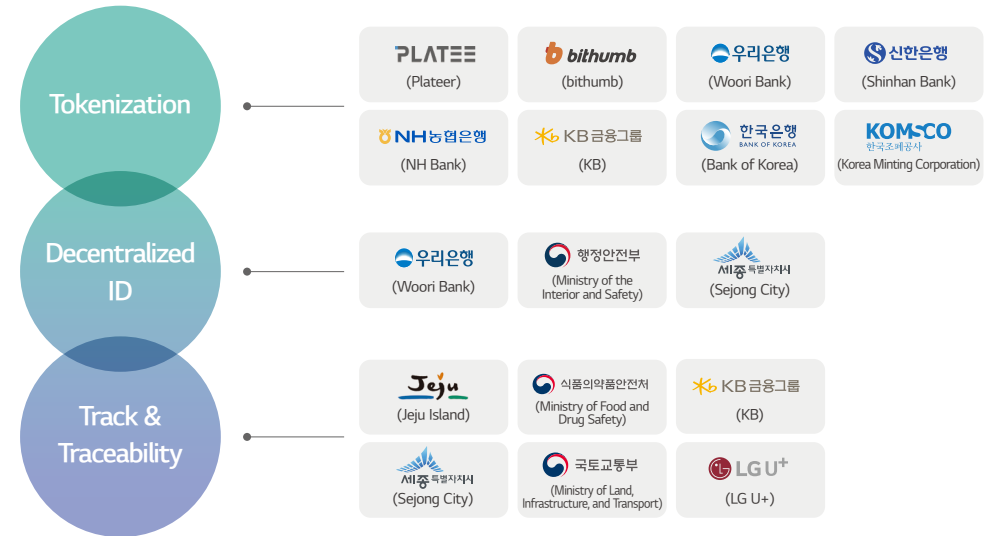 Tokenization
PLATEE
(Plateer)
bithumb
(bithumb)
우리은행
(Woori Bank)
신한은행
(Shinhan Bank)
NH농협은행
(NH Bank)
KB금융그룹
(KB)
한국은행
BANK OF KOREA
(Bank of Korea)
KOMSCO
한국조폐공사
(Korea Minting Corporation)
Decentralized
ID
우리은행
(Woori Bank)
행정안전부
(Ministry of the
Interior and Safety)
세종특별자치시
(Sejong City)
Track &
Traceability
Jeju
(Jeju Island)
식품의약품안전처
(Ministry of Food and
Drug Safety)
KB금융그룹
(KB)
세종특별자치시
(Sejong City)
국토교통부
(Ministry of Land,
Infrastructure, and Transport)
LG U+
(LG U+)